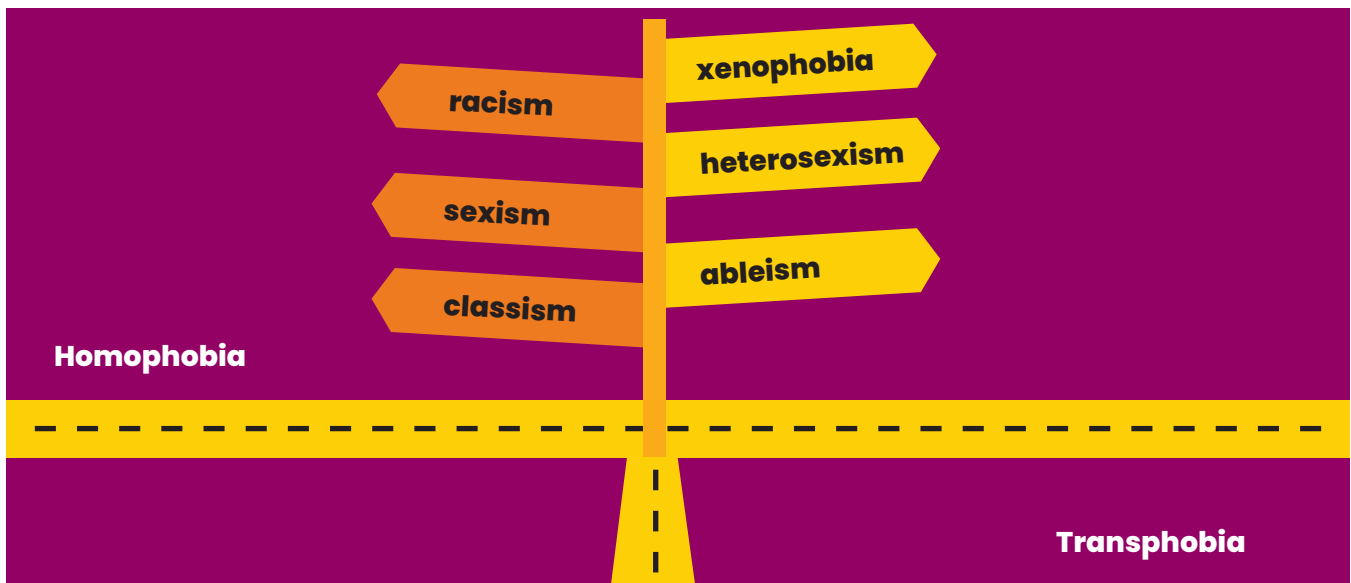 xenophobia
racism
heterosexism
sexism
ableism
classism
Homophobia
Transphobia